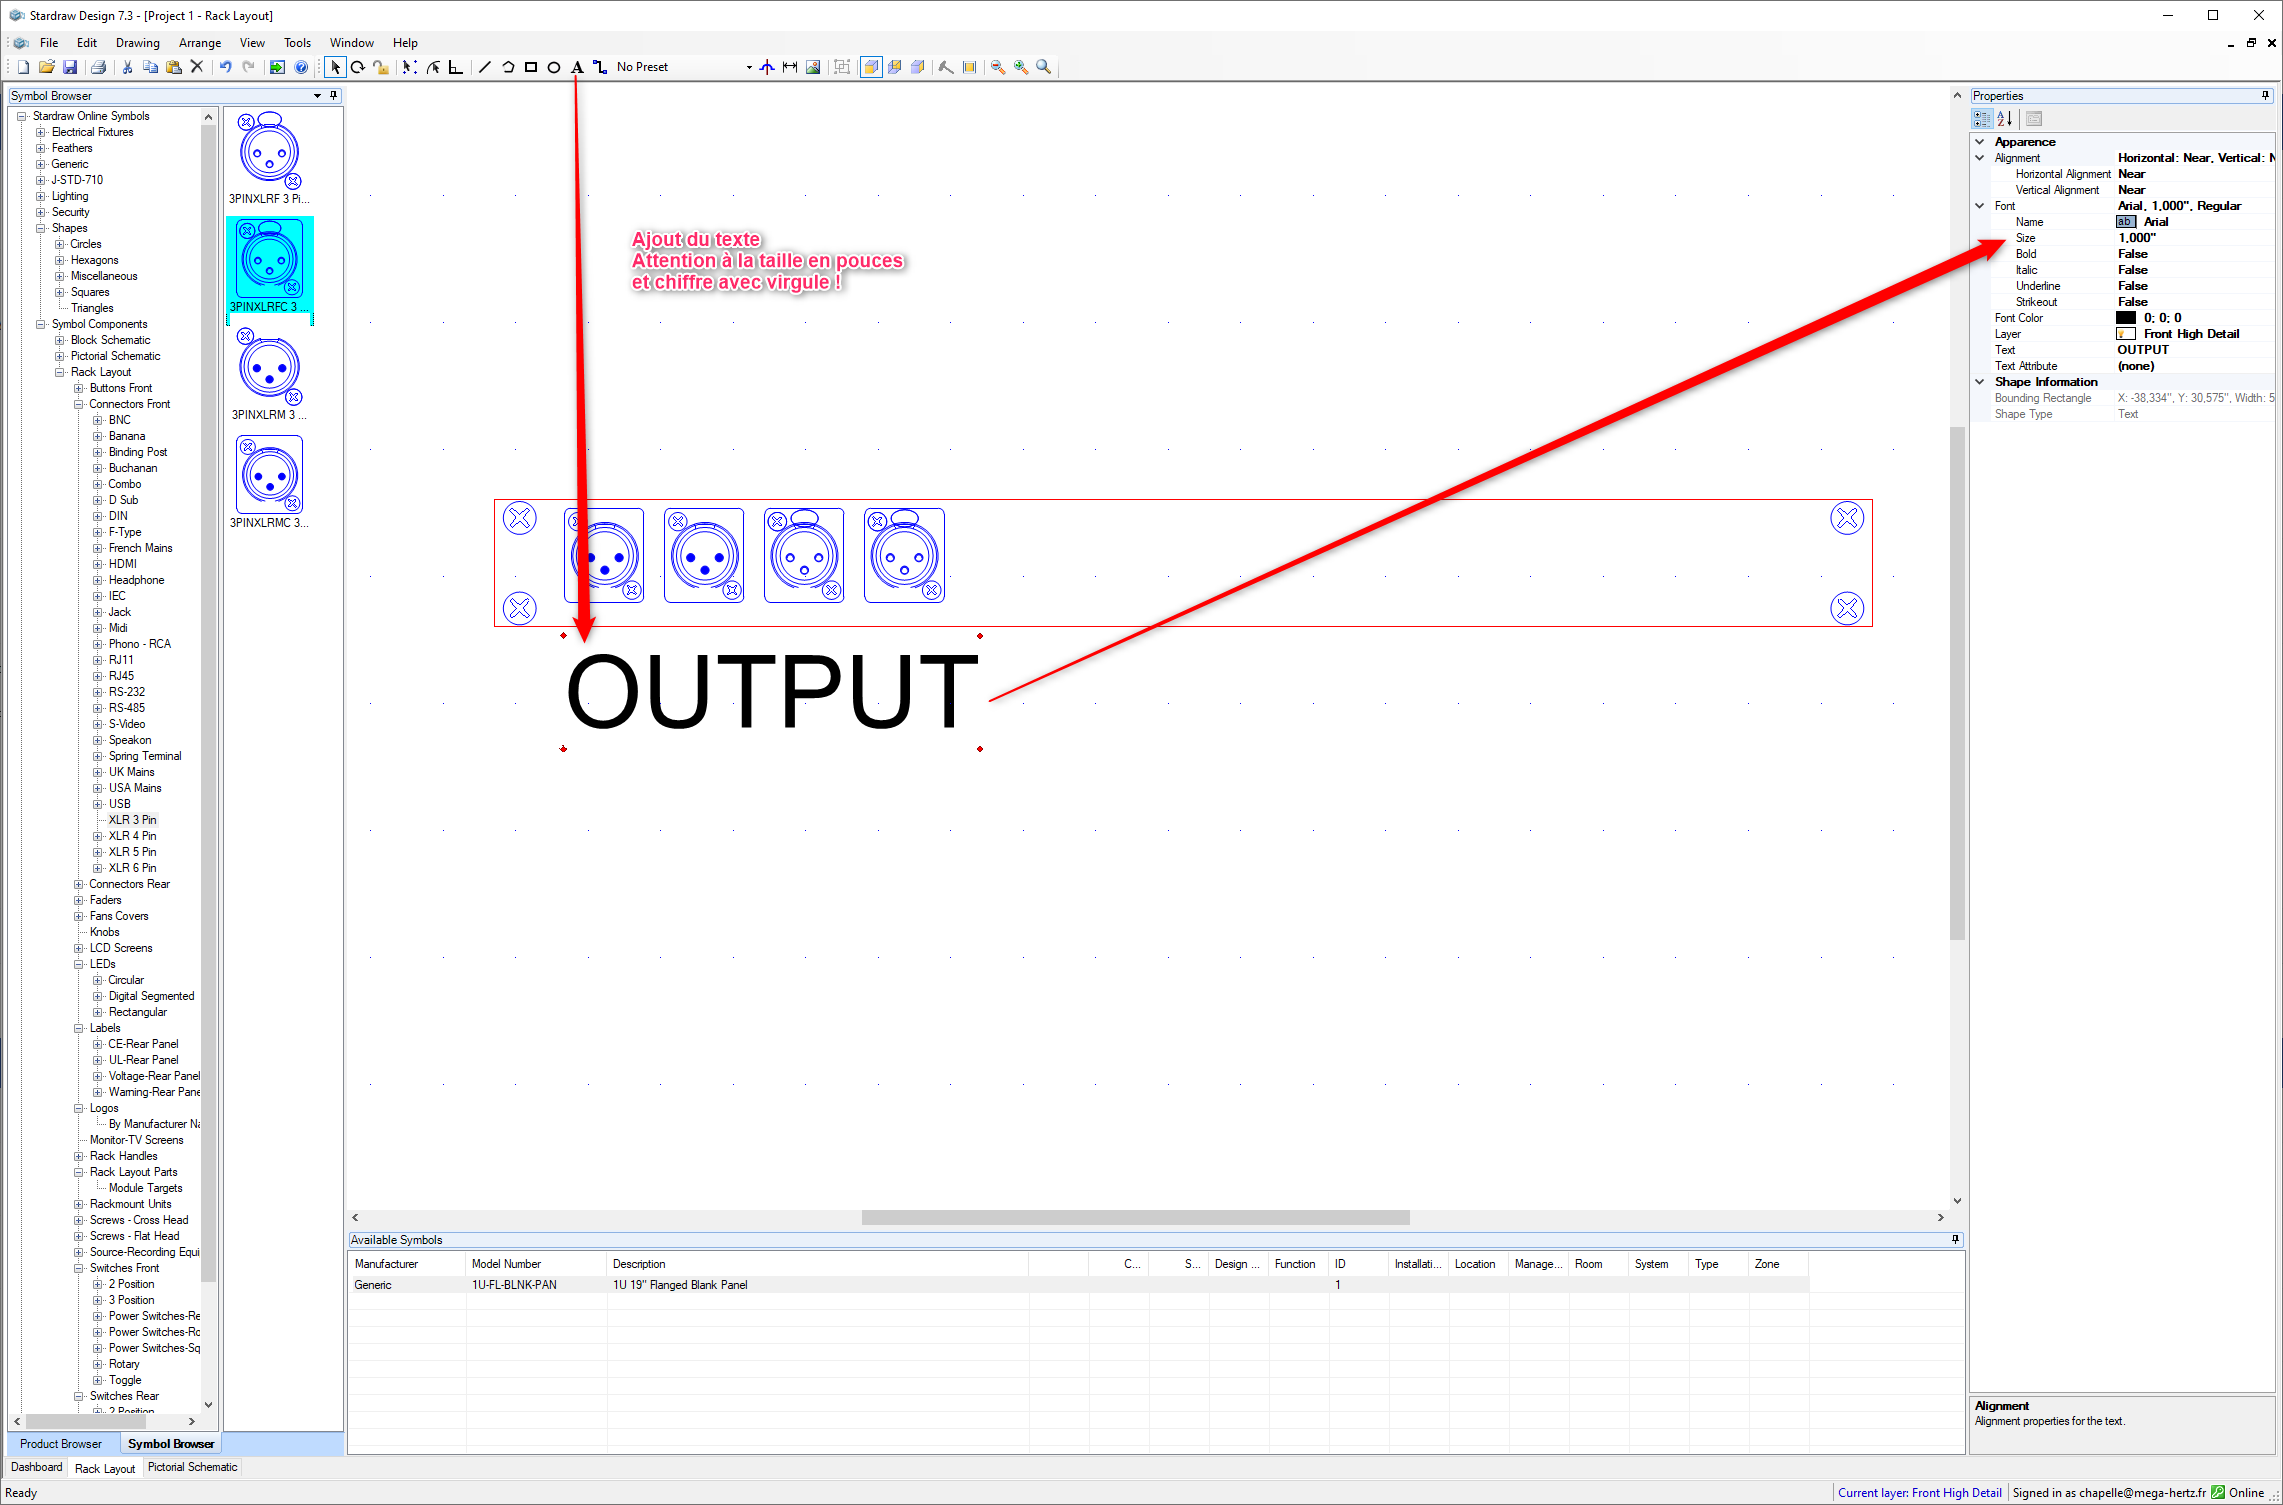 Stardraw Design 7.3 - [Project 1 - Rack Layout]
File Edit Drawing Arrange View Tools Window Help
A No Preset
Symbol Browser
Stardraw Online Symbols
Electrical Fixtures
Feathers
Generic
J-STD-710
Lighting
Security
Shapes
Circles
Hexagons
Miscellaneous
Squares
Triangles
Symbol Components
Block Schematic
Pictorial Schematic
Rack Layout
Buttons Front
Connectors Front
BNC
Banana
Binding Post
Buchanan
Combo
D Sub
DIN
F-Type
French Mains
HDMI
Headphone
IEC
Jack
Midi
Phono - RCA
RJ11
RJ45
RS-232
RS-485
S-Video
Speakon
Spring Terminal
UK Mains
USA Mains
USB
XLR 3 Pin
XLR 4 Pin
XLR 5 Pin
XLR 6 Pin
Connectors Rear
Faders
Fans Covers
Knobs
LCD Screens
LEDs
Circular
Digital Segmented
Rectangular
Labels
CE-Rear Panel
UL-Rear Panel
Voltage-Rear Panel
Warning-Rear Pane
Logos
By Manufacturer Na
Monitor-TV Screens
Rack Handles
Rack Layout Parts
Module Targets
Rackmount Units
Screws - Cross Head
Screws - Flat Head
Source-Recording Equi
Switches Front
2 Position
3 Position
Power Switches-Re
Power Switches-Ro
Power Switches-Sq
Rotary
Toggle
Switches Rear
2 Position
Product Browser Symbol Browser
Dashboard Rack Layout Pictorial Schematic
3PINXLRF 3 Pi...
3PINXLRFC 3 ...
3PINXLRM 3 ...
3PINXLRMC 3...
Ajout du texte
Attention à la taille en pouces
et chiffre avec virgule !
OUTPUT
Available Symbols
Manufacturer Model Number Description C... S... Design ... Function ID Installati... Location Manage... Room System Type Zone
Generic 1U-FL-BLNK-PAN 1U 19" Flanged Blank Panel 1
Properties
Apparence
Alignment Horizontal: Near, Vertical: N
Horizontal Alignment Near
Vertical Alignment Near
Font Arial, 1,000", Regular
Name ab Arial
Size 1,000"
Bold False
Italic False
Underline False
Strikeout False
Font Color 0; 0; 0
Layer Front High Detail
Text OUTPUT
Text Attribute (none)
Shape Information
Bounding Rectangle X: -38,334", Y: 30,575", Width: 5
Shape Type Text
Alignment
Alignment properties for the text.
Ready Current layer: Front High Detail Signed in as chapelle@mega-hertz.fr Online